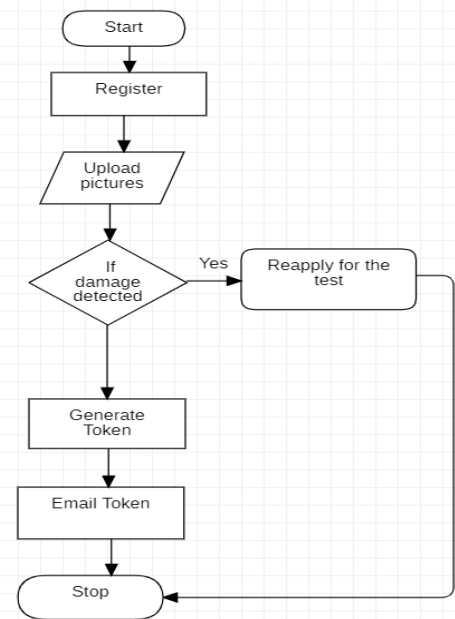 Start
Register
Upload
pictures
If
damage
detected
Yes
Reapply for the
test
Generate
Token
Email Token
Stop